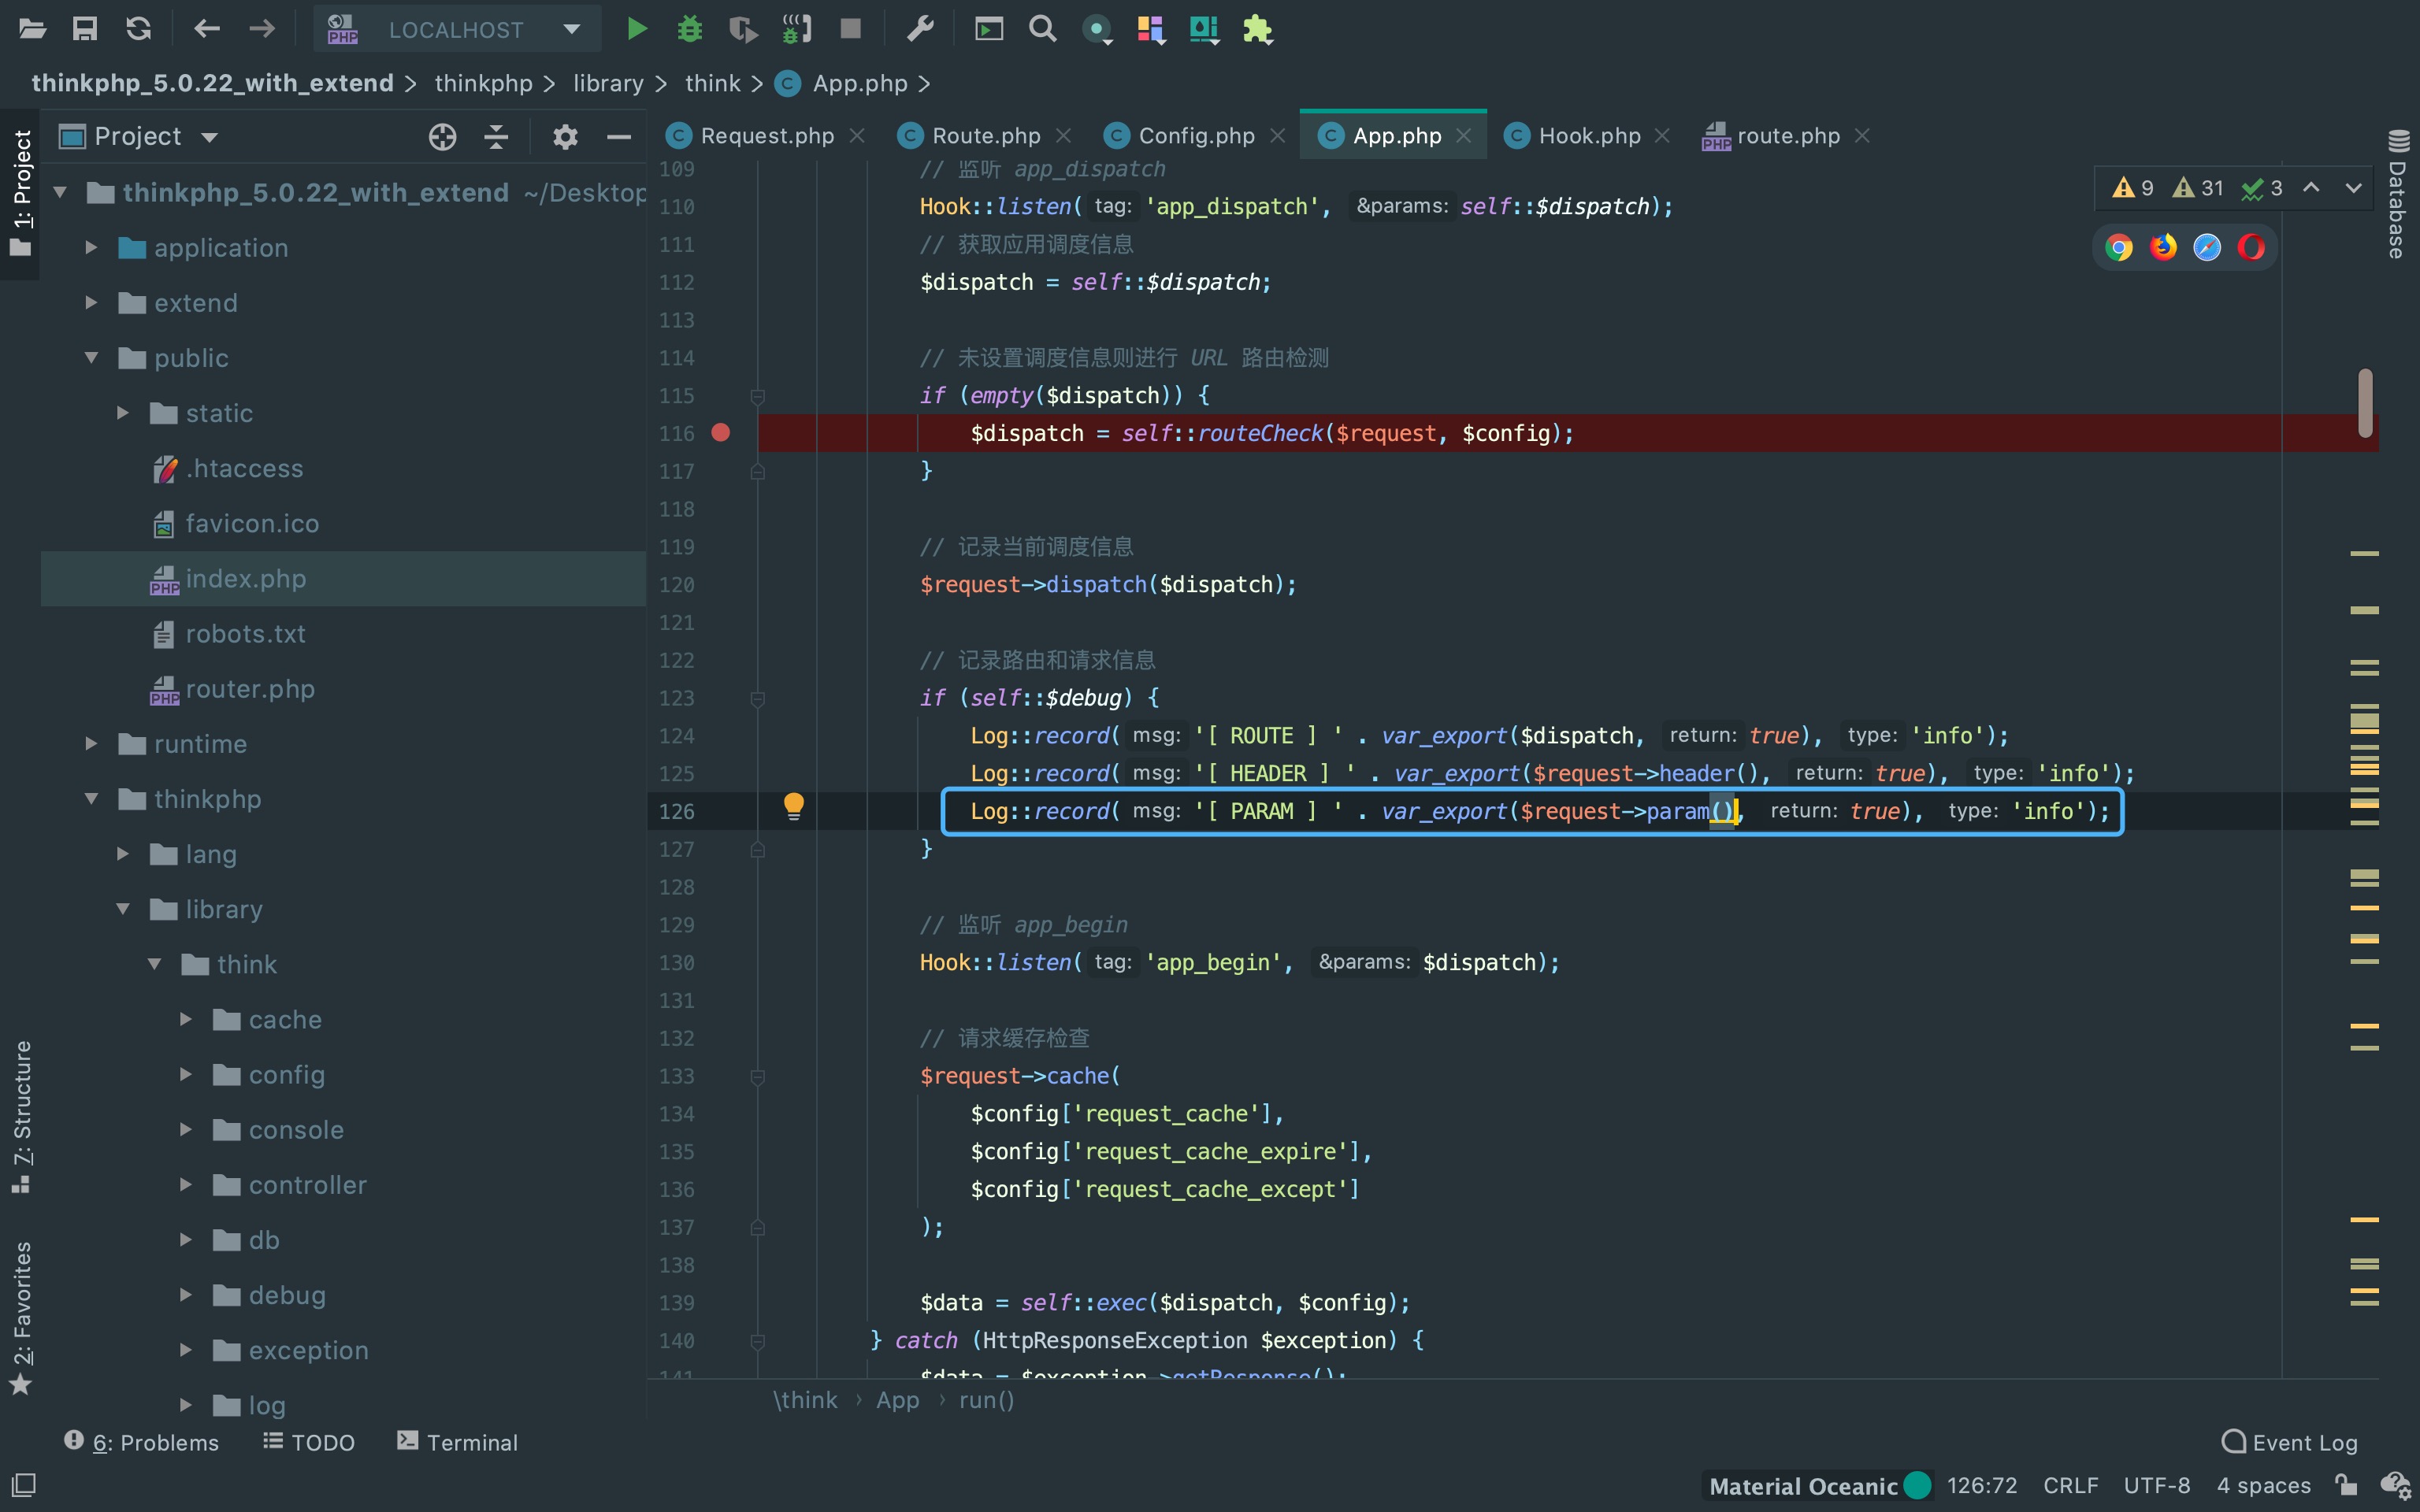 LOCALHOST
thinkphp_5.0.22_with_extend > thinkphp > library > think > App.php >
Project
Request.php Route.php Config.php App.php Hook.php route.php
1: Project
7: Structure
2: Favorites
Database
thinkphp_5.0.22_with_extend ~/Desktop
application
extend
public
static
.htaccess
favicon.ico
index.php
robots.txt
router.php
runtime
thinkphp
lang
library
think
cache
config
console
controller
db
debug
exception
log
9 31 3
109 // 监听 app_dispatch
110 Hook::listen( tag: 'app_dispatch', &params: self::$dispatch);
111 // 获取应用调度信息
112 $dispatch = self::$dispatch;
113
114 // 未设置调度信息则进行 URL 路由检测
115 if (empty($dispatch)) {
116 $dispatch = self::routeCheck($request, $config);
117 }
118
119 // 记录当前调度信息
120 $request->dispatch($dispatch);
121
122 // 记录路由和请求信息
123 if (self::$debug) {
124 Log::record( msg: '[ ROUTE ] ' . var_export($dispatch, return: true), type: 'info');
125 Log::record( msg: '[ HEADER ] ' . var_export($request->header(), return: true), type: 'info');
126 Log::record( msg: '[ PARAM ] ' . var_export($request->param(), return: true), type: 'info');
127 }
128
129 // 监听 app_begin
130 Hook::listen( tag: 'app_begin', &params: $dispatch);
131
132 // 请求缓存检查
133 $request->cache(
134 $config['request_cache'],
135 $config['request_cache_expire'],
136 $config['request_cache_except']
137 );
138
139 $data = self::exec($dispatch, $config);
140 } catch (HttpResponseException $exception) {
141 $data = $exception->getResponse();
\think > App > run()
6: Problems TODO Terminal Event Log
Material Oceanic 126:72 CRLF UTF-8 4 spaces